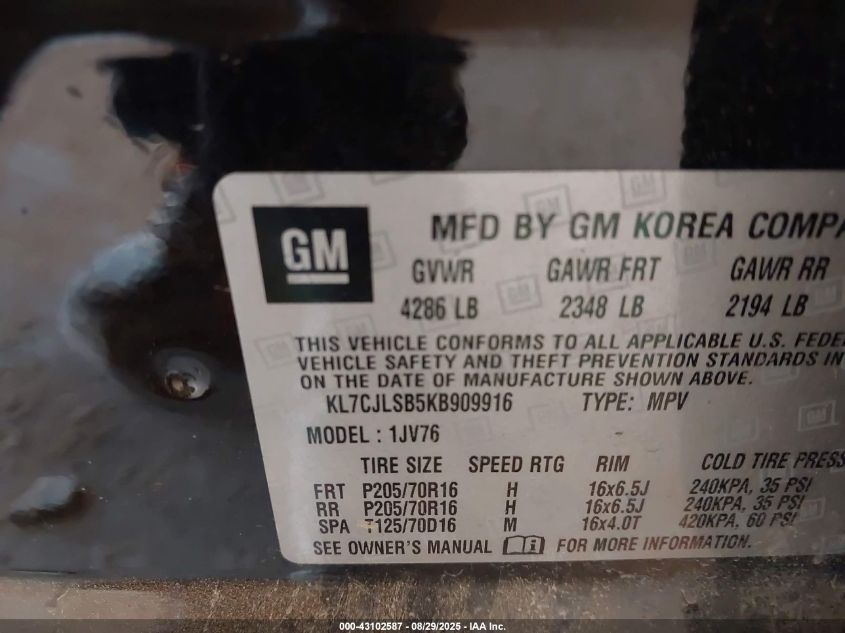 GM
MFD BY GM KOREA COMPA
GVWR GAWR FRT GAWR RR
4286 LB 2348 LB 2194 LB
THIS VEHICLE CONFORMS TO ALL APPLICABLE U.S. FEDE
VEHICLE SAFETY AND THEFT PREVENTION STANDARDS IN
ON THE DATE OF MANUFACTURE SHOWN ABOVE.
KL7CJLSB5KB909916 TYPE: MPV
MODEL : 1JV76
TIRE SIZE SPEED RTG RIM COLD TIRE PRESS
FRT P205/70R16 H 16x6.5J 240KPA, 35 PSI
RR P205/70R16 H 16x6.5J 240KPA, 35 PSI
SPA T125/70D16 M 16x4.0T 420KPA, 60 PSI
SEE OWNER'S MANUAL FOR MORE INFORMATION.
000-43102587 - 08/29/2025 - IAA Inc.